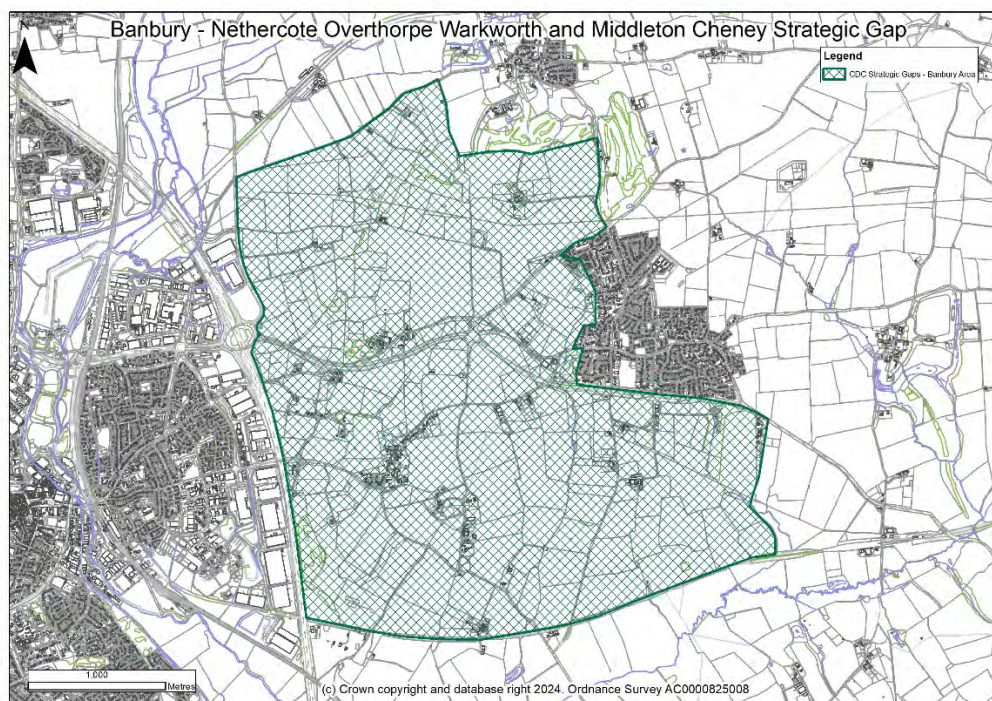 Banbury - Nethercote Overthorpe Warkworth and Middleton Cheney Strategic Gap
Legend
CDC Strategic Gaps - Banbury Area
1,000
Metres
(c) Crown copyright and database right 2024. Ordnance Survey AC0000825008